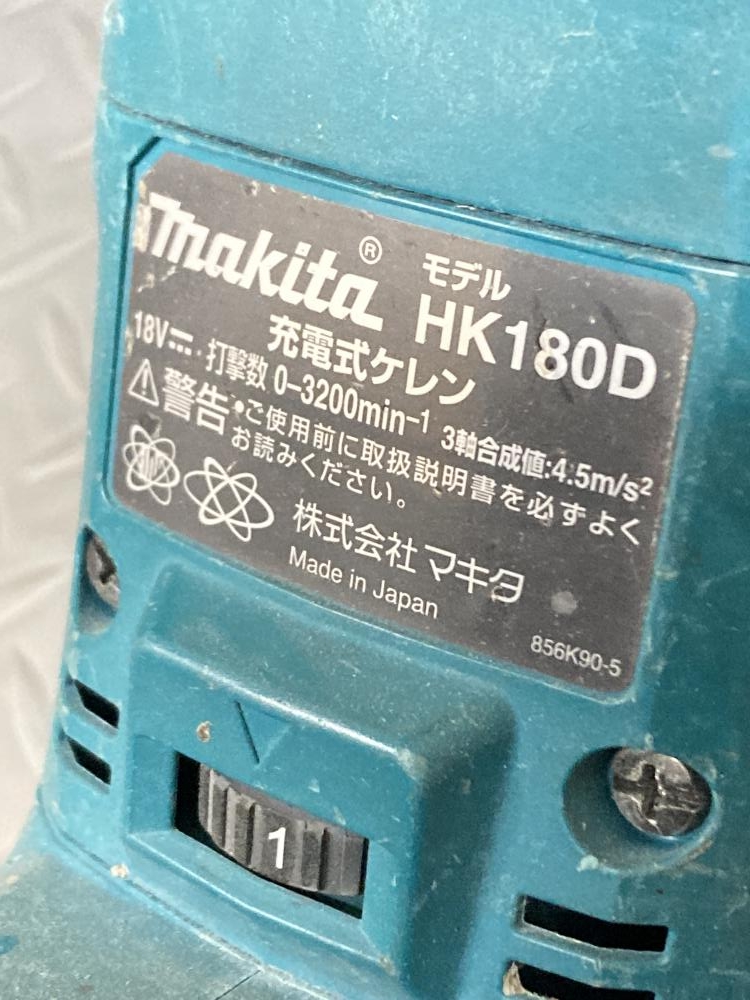 makita® モデル HK180D
充電式ケレン
18V⎓ 打撃数 0-3200min⁻¹ 3軸合成値:4.5m/s²
⚠警告 •ご使用前に取扱説明書を必ずよく
お読みください。
株式会社マキタ
Made in Japan
856K90-5
1